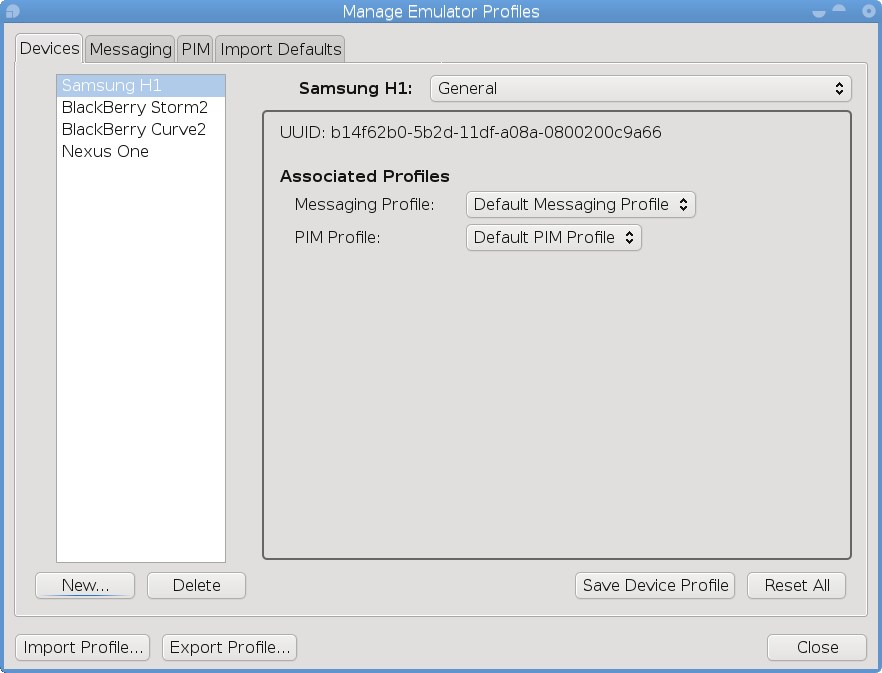 Manage Emulator Profiles
Devices Messaging PIM Import Defaults
Samsung H1
BlackBerry Storm2
BlackBerry Curve2
Nexus One
Samsung H1: General
UUID: b14f62b0-5b2d-11df-a08a-0800200c9a66
Associated Profiles
Messaging Profile: Default Messaging Profile
PIM Profile: Default PIM Profile
New... Delete Save Device Profile Reset All
Import Profile... Export Profile... Close